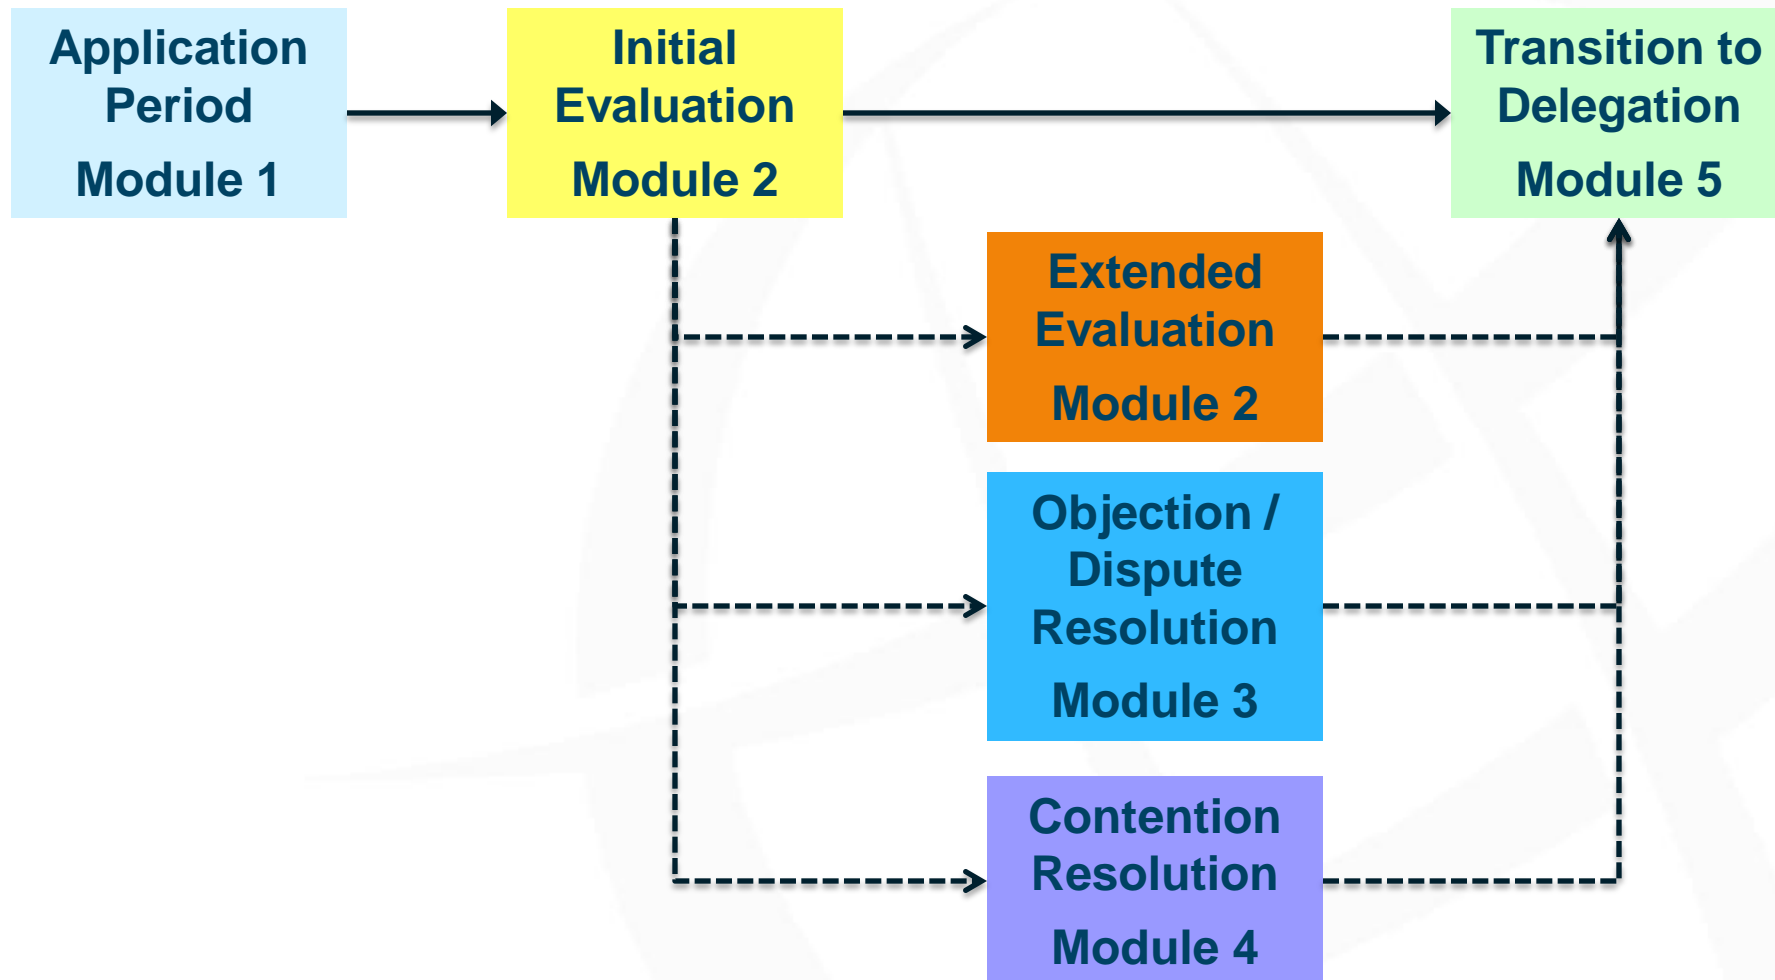 Application
Period
Module 1
Initial
Evaluation
Module 2
Transition to
Delegation
Module 5
Extended
Evaluation
Module 2
Objection /
Dispute
Resolution
Module 3
Contention
Resolution
Module 4